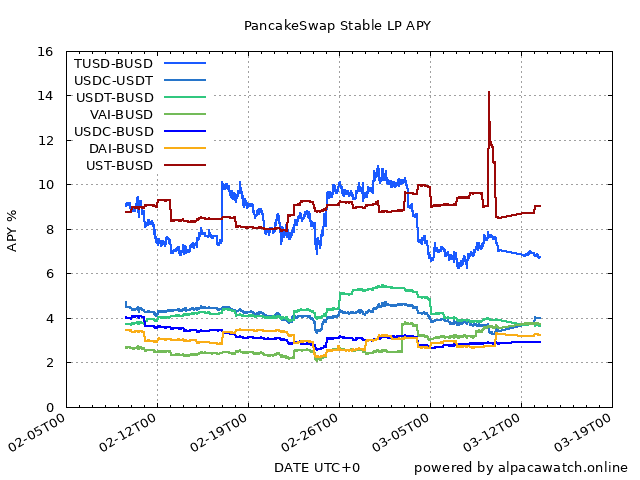 PancakeSwap Stable LP APY
APY %
16
14
12
10
8
6
4
2
0
TUSD-BUSD
USDC-USDT
USDT-BUSD
VAI-BUSD
USDC-BUSD
DAI-BUSD
UST-BUSD
02-05T00
02-12T00
02-19T00
02-26T00
03-05T00
03-12T00
03-19T00
DATE UTC+0
powered by alpacawatch.online